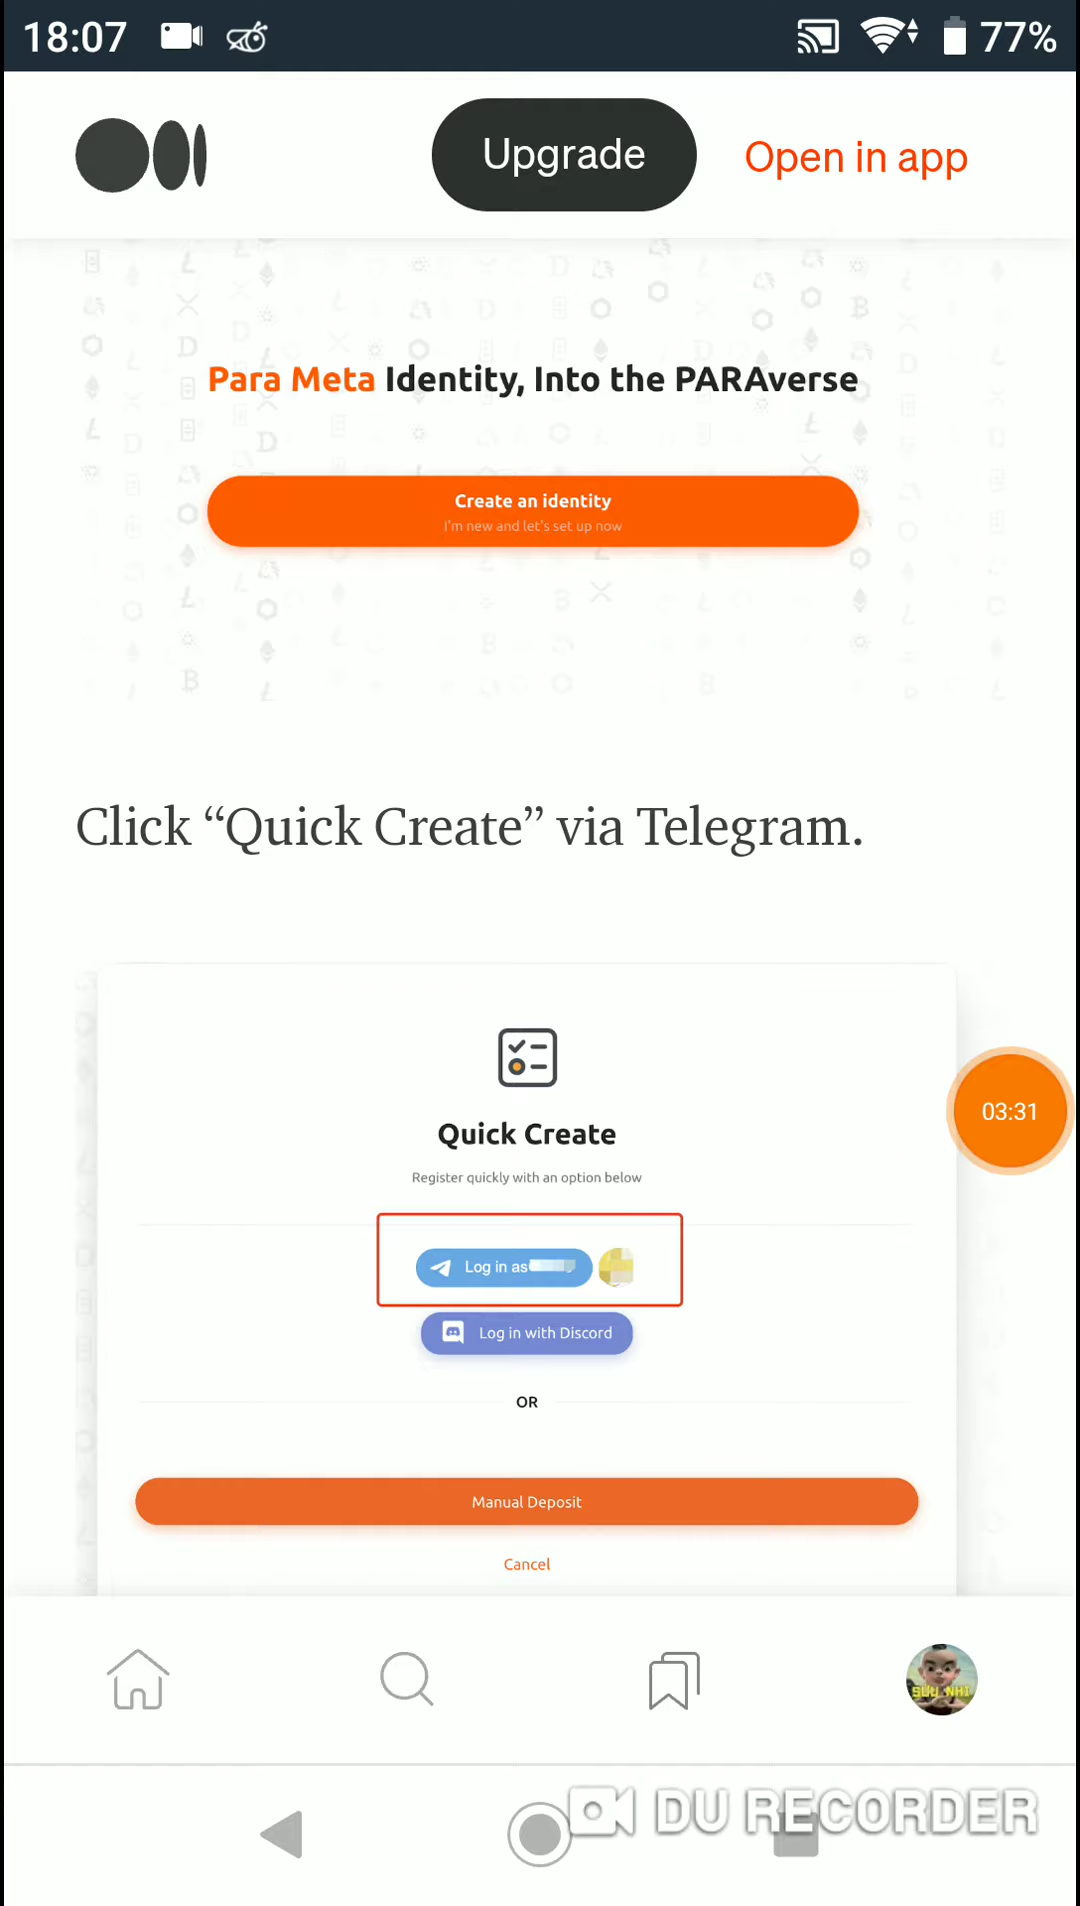 18:07
77%
Upgrade
Open in app
Para Meta Identity, Into the PARAverse
Create an identity
I'm new and let's set up now
Click “Quick Create” via Telegram.
Quick Create
Register quickly with an option below
03:31
Log in as
Log in with Discord
OR
Manual Deposit
Cancel
SUY NHI
DU RECORDER